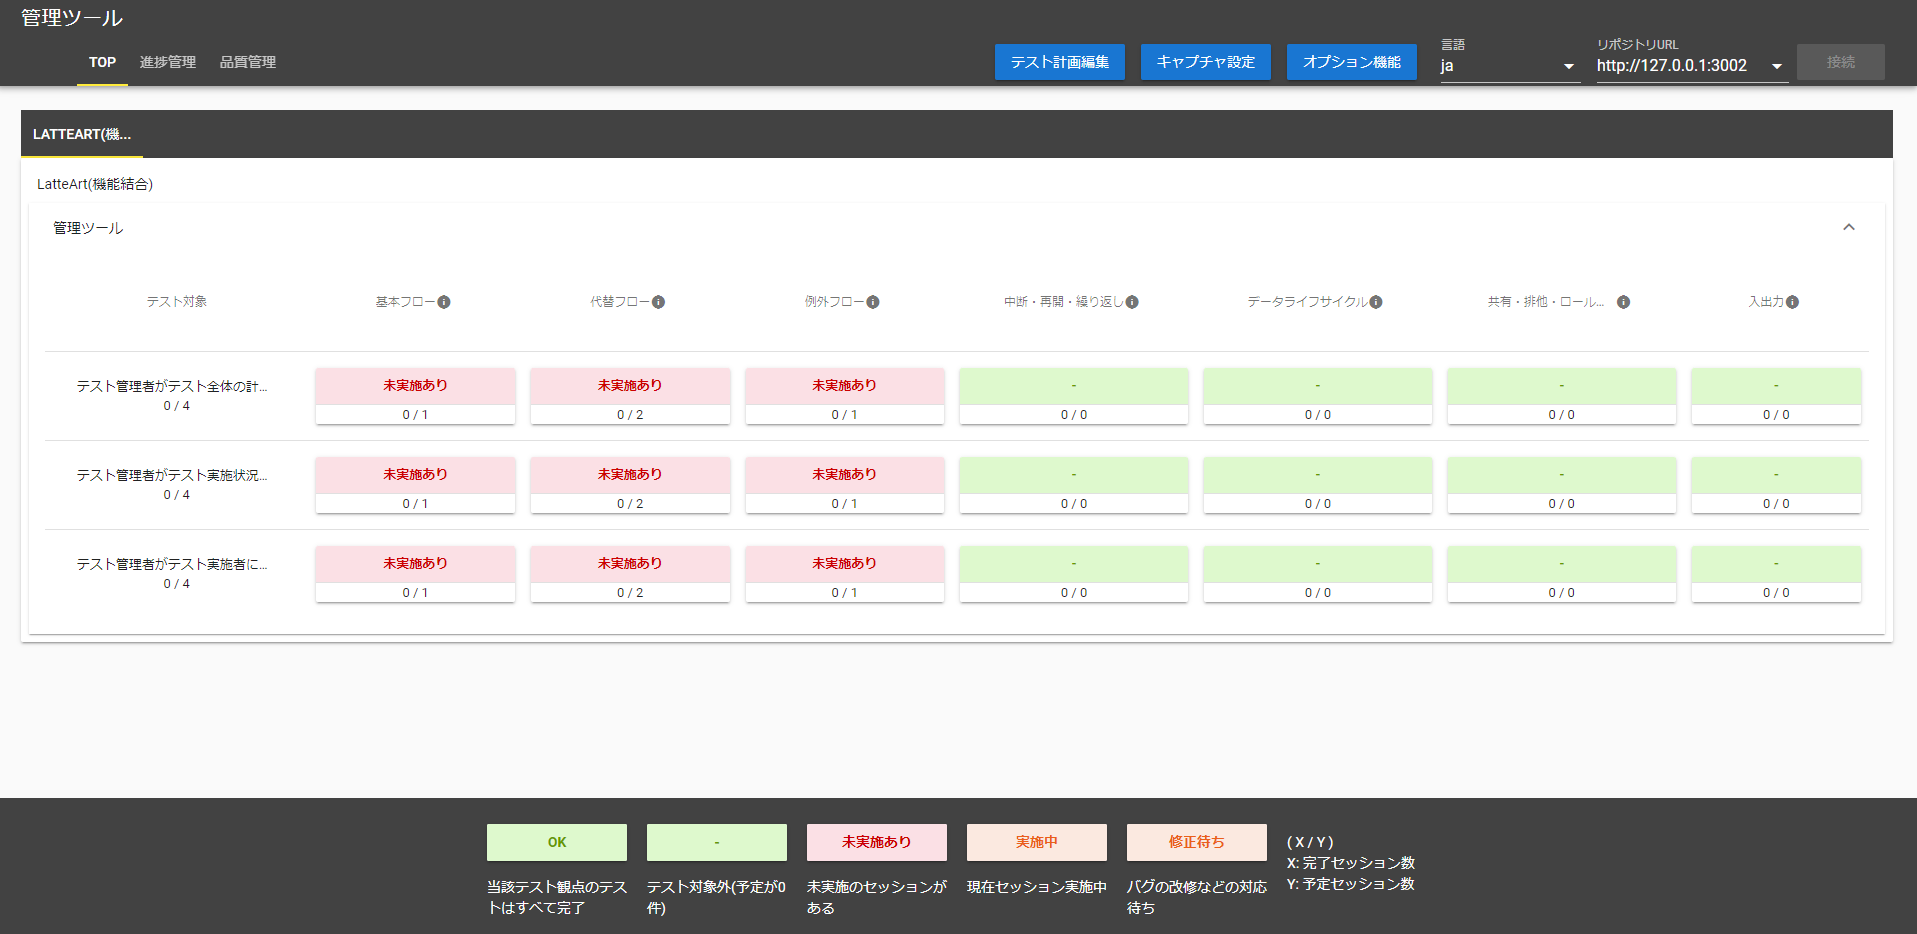 管理ツール
TOP 進捗管理 品質管理 テスト計画編集 キャプチャ設定 オプション機能 言語 ja リポジトリURL http://127.0.0.1:3002 接続
LATTEART(機...
LatteArt(機能結合)
管理ツール
テスト対象 基本フロー 代替フロー 例外フロー 中断・再開・繰り返し データライフサイクル 共有・排他・ロール... 入出力
テスト管理者がテスト全体の計... 未実施あり 未実施あり 未実施あり - - - -
0 / 4 0 / 1 0 / 2 0 / 1 0 / 0 0 / 0 0 / 0 0 / 0
テスト管理者がテスト実施状況... 未実施あり 未実施あり 未実施あり - - - -
0 / 4 0 / 1 0 / 2 0 / 1 0 / 0 0 / 0 0 / 0 0 / 0
テスト管理者がテスト実施者に... 未実施あり 未実施あり 未実施あり - - - -
0 / 4 0 / 1 0 / 2 0 / 1 0 / 0 0 / 0 0 / 0 0 / 0
OK
当該テスト観点のテス
トはすべて完了
-
テスト対象外(予定が0
件)
未実施あり
未実施のセッションが
ある
実施中
現在セッション実施中
修正待ち
バグの改修などの対応
待ち
( X / Y )
X: 完了セッション数
Y: 予定セッション数